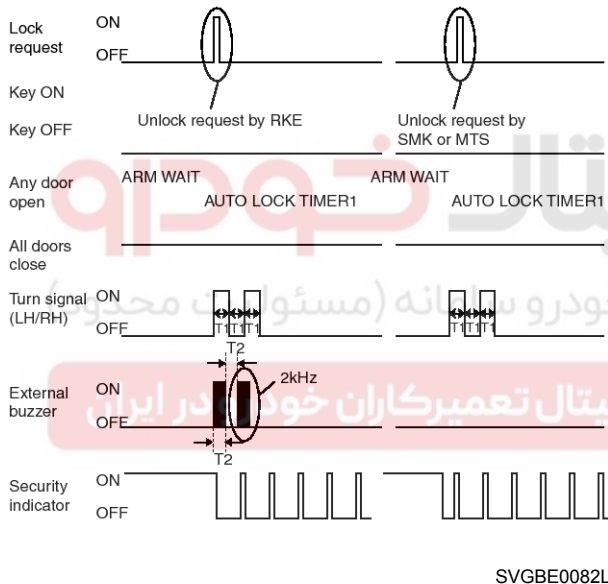 Lock request
ON
OFF
Unlock request by RKE
Unlock request by SMK or MTS
Key ON
Key OFF
ARM WAIT
ARM WAIT
Any door open
AUTO LOCK TIMER1
AUTO LOCK TIMER1
All doors close
Turn signal (LH/RH)
ON
OFF
T1 T1 T1
T1 T1 T1
T2
2kHz
External buzzer
ON
OFF
T2
Security indicator
ON
OFF
SVGBE0082L